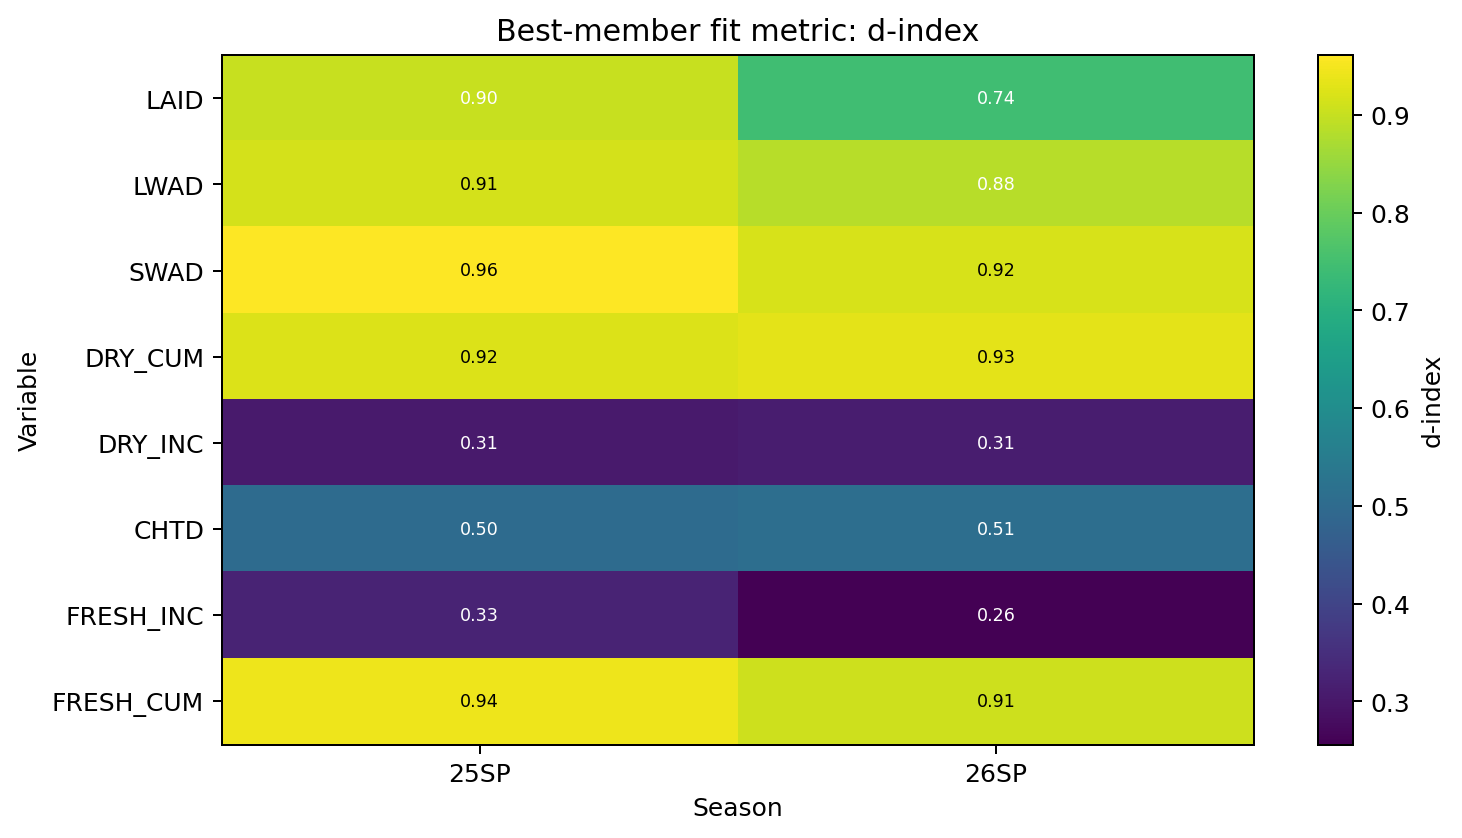 Best-member fit metric: d-index
LAID 0.90 0.74
LWAD 0.91 0.88
SWAD 0.96 0.92
DRY_CUM 0.92 0.93
DRY_INC 0.31 0.31
CHTD 0.50 0.51
FRESH_INC 0.33 0.26
FRESH_CUM 0.94 0.91
25SP 26SP
Season
Variable
0.9
0.8
0.7
0.6
0.5
0.4
0.3
d-index